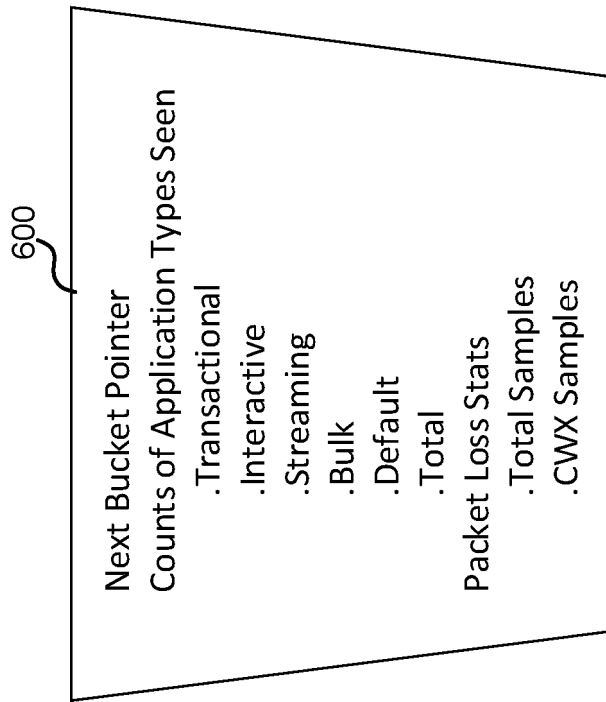 600
Next Bucket Pointer
Counts of Application Types Seen
.Transactional
.Interactive
.Streaming
.Bulk
.Default
.Total
Packet Loss Stats
.Total Samples
.CWX Samples